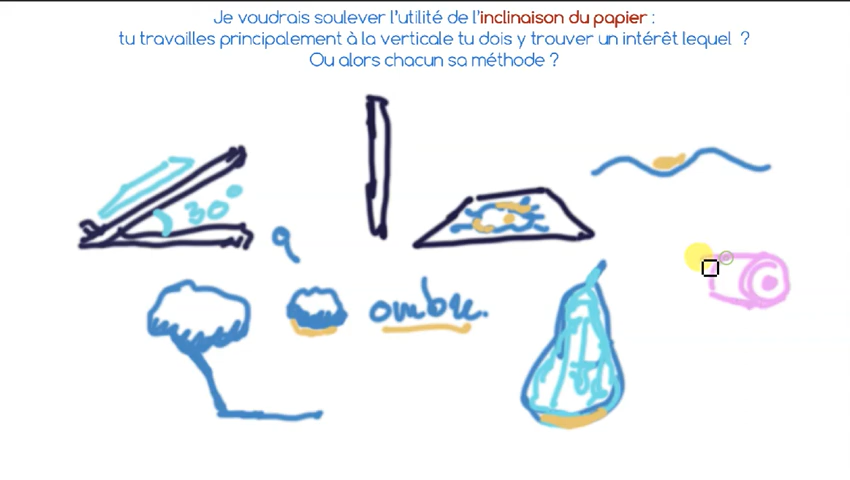 Je voudrais soulever l'utilité de l'inclinaison du papier :
tu travailles principalement à la verticale tu dois y trouver un intérêt lequel ?
Ou alors chacun sa méthode ?
30°
ombre.